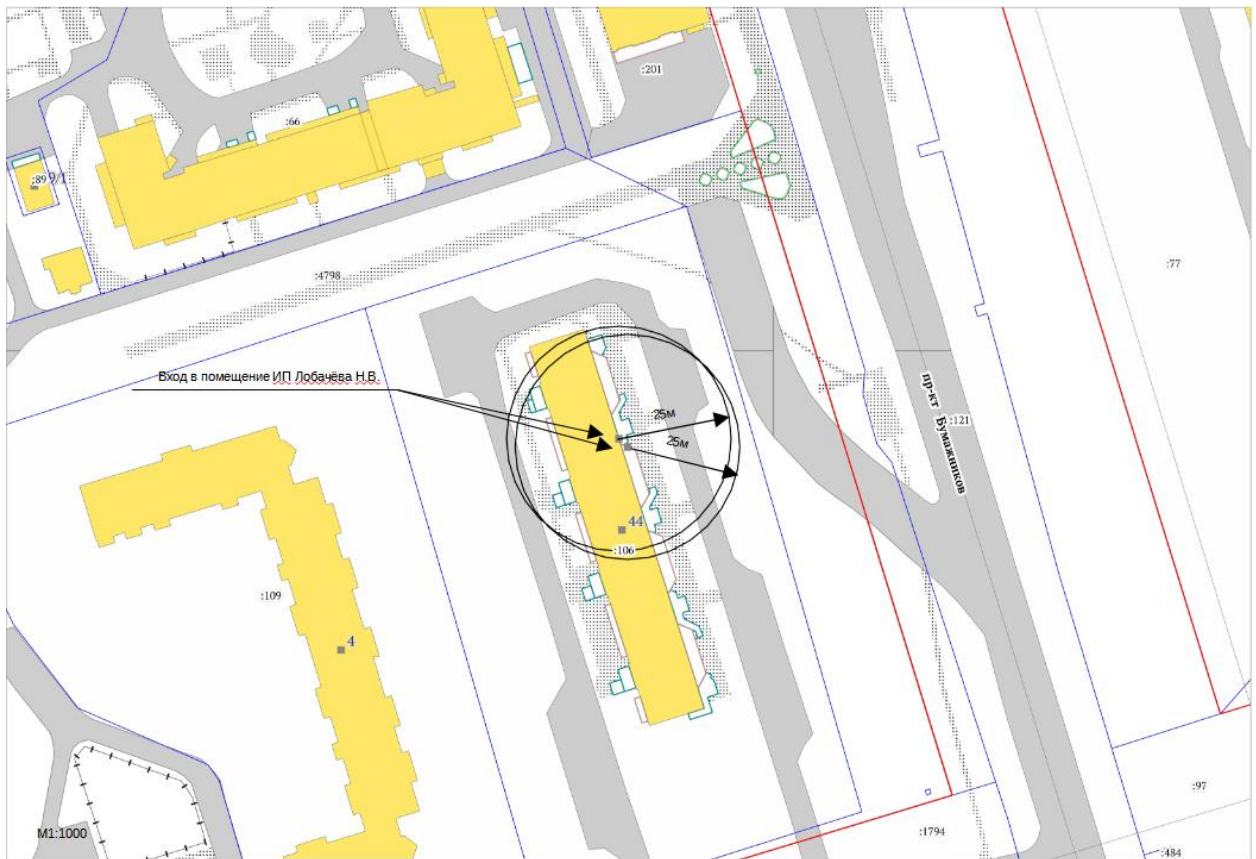 :201
:66
:89
9/1
:77
:4798
Вход в помещение ИП Лобачёва Н.В.
25м
25м
пр-кт Бумажников
:121
44
:106
:109
4
:97
М1:1000
:1794
:484